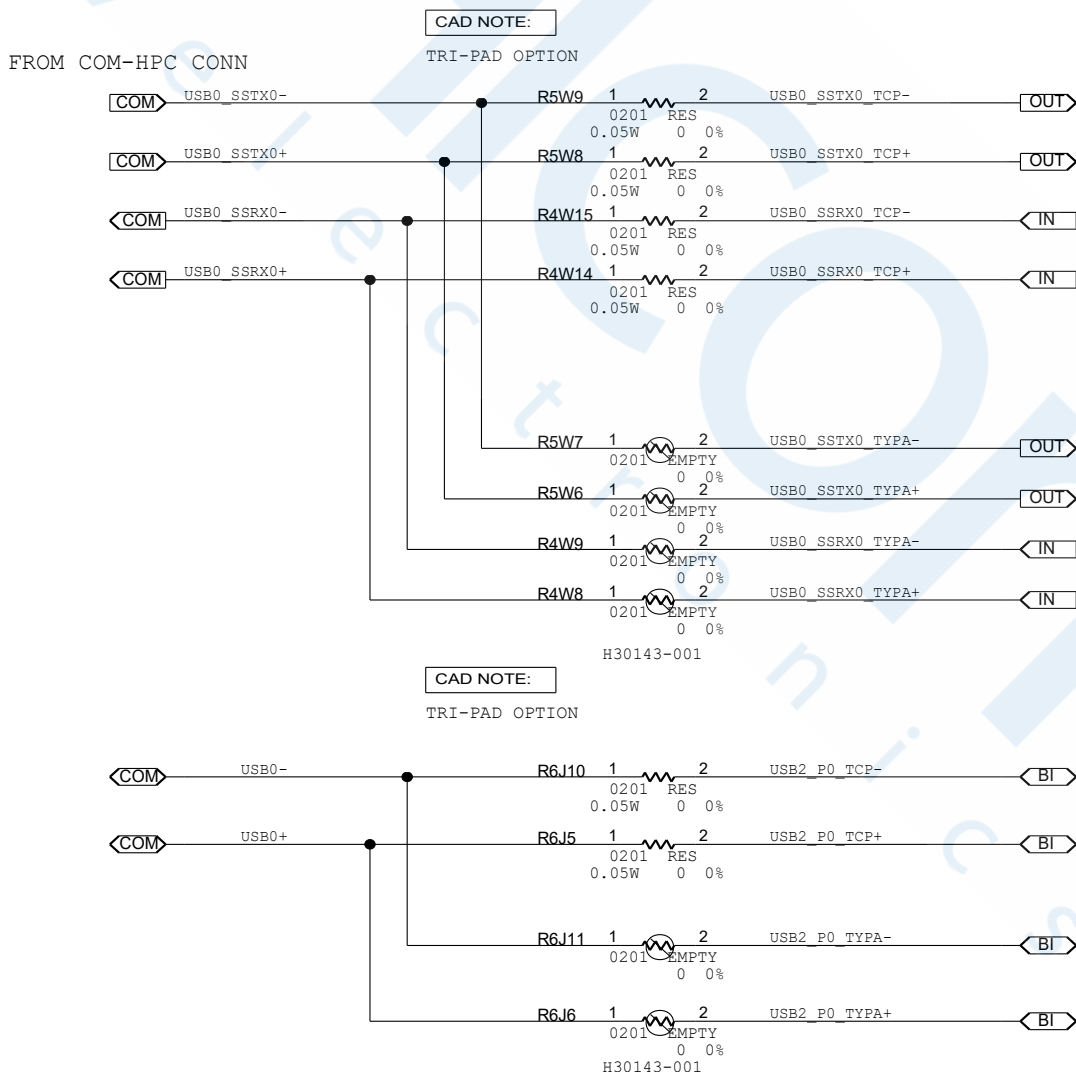 CAD NOTE:
TRI-PAD OPTION
FROM COM-HPC CONN
COM USB0_SSTX0- R5W9 1 2 USB0_SSTX0_TCP- OUT
0201 RES
0.05W 0 0%
COM USB0_SSTX0+ R5W8 1 2 USB0_SSTX0_TCP+ OUT
0201 RES
0.05W 0 0%
COM USB0_SSRX0- R4W15 1 2 USB0_SSRX0_TCP- IN
0201 RES
0.05W 0 0%
COM USB0_SSRX0+ R4W14 1 2 USB0_SSRX0_TCP+ IN
0201 RES
0.05W 0 0%
R5W7 1 2 USB0_SSTX0_TYPA- OUT
0201 EMPTY
0 0%
R5W6 1 2 USB0_SSTX0_TYPA+ OUT
0201 EMPTY
0 0%
R4W9 1 2 USB0_SSRX0_TYPA- IN
0201 EMPTY
0 0%
R4W8 1 2 USB0_SSRX0_TYPA+ IN
0201 EMPTY
0 0%
H30143-001
CAD NOTE:
TRI-PAD OPTION
COM USB0- R6J10 1 2 USB2_P0_TCP- BI
0201 RES
0.05W 0 0%
COM USB0+ R6J5 1 2 USB2_P0_TCP+ BI
0201 RES
0.05W 0 0%
R6J11 1 2 USB2_P0_TYPA- BI
0201 EMPTY
0 0%
R6J6 1 2 USB2_P0_TYPA+ BI
0201 EMPTY
0 0%
H30143-001